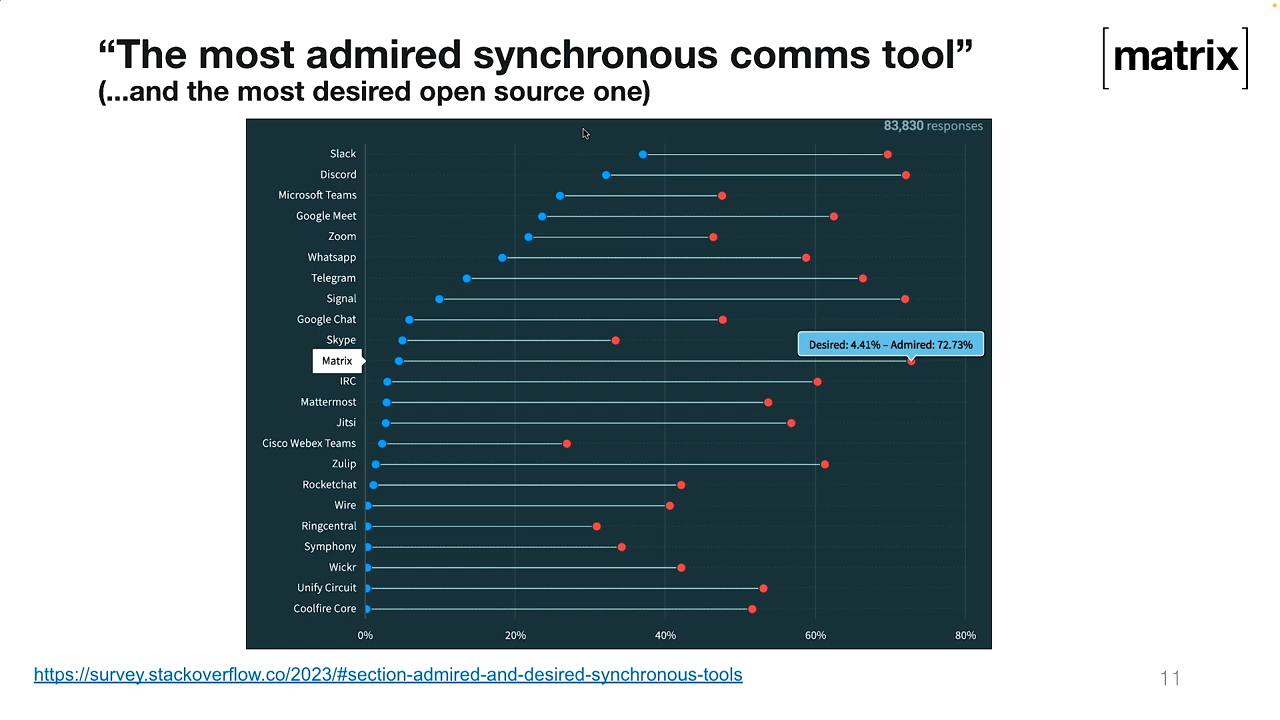 “The most admired synchronous comms tool”
(...and the most desired open source one)
[matrix]
83,830 responses
Slack
Discord
Microsoft Teams
Google Meet
Zoom
Whatsapp
Telegram
Signal
Google Chat
Skype
Desired: 4.41% – Admired: 72.73%
Matrix
IRC
Mattermost
Jitsi
Cisco Webex Teams
Zulip
Rocketchat
Wire
Ringcentral
Symphony
Wickr
Unify Circuit
Coolfire Core
0% 20% 40% 60% 80%
https://survey.stackoverflow.co/2023/#section-admired-and-desired-synchronous-tools
11